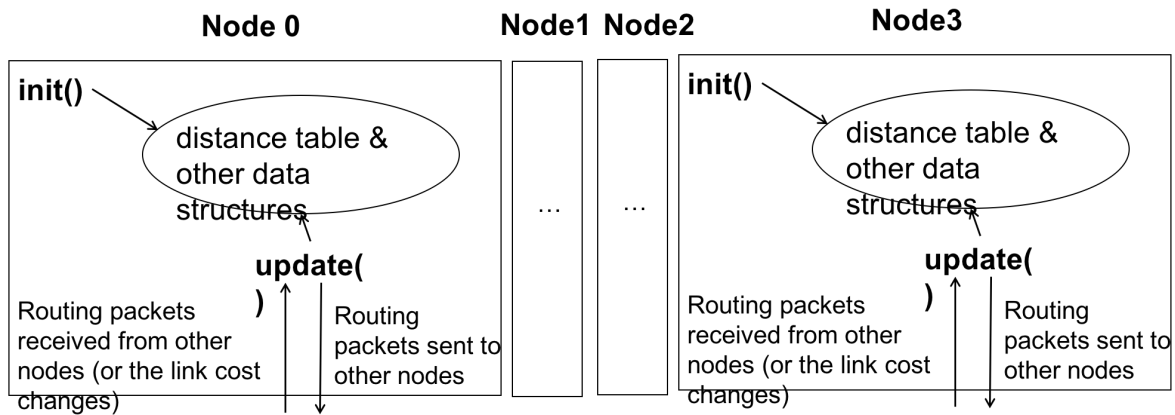 Node 0
Node1
Node2
Node3
init()
distance table &
other data
structures
update(
)
Routing packets
received from other
nodes (or the link cost
changes)
Routing
packets sent to
other nodes
...
...
init()
distance table &
other data
structures
update(
)
Routing packets
received from other
nodes (or the link cost
changes)
Routing
packets sent to
other nodes